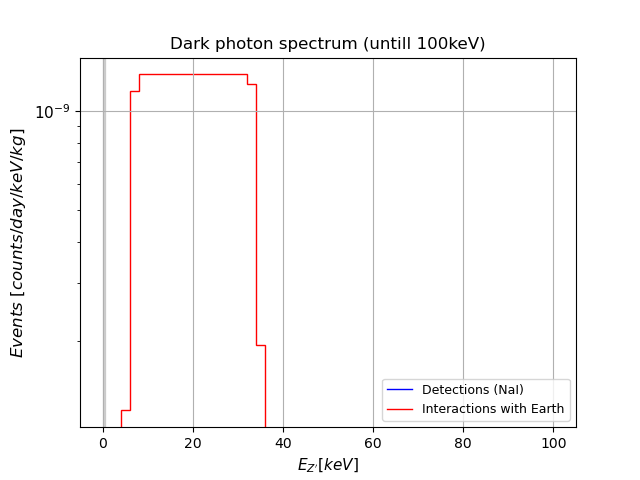 Dark photon spectrum (untill 100keV)
10⁻⁹
Events [counts/day/keV/kg]
Detections (NaI)
Interactions with Earth
0 20 40 60 80 100
E_{Z'}[keV]